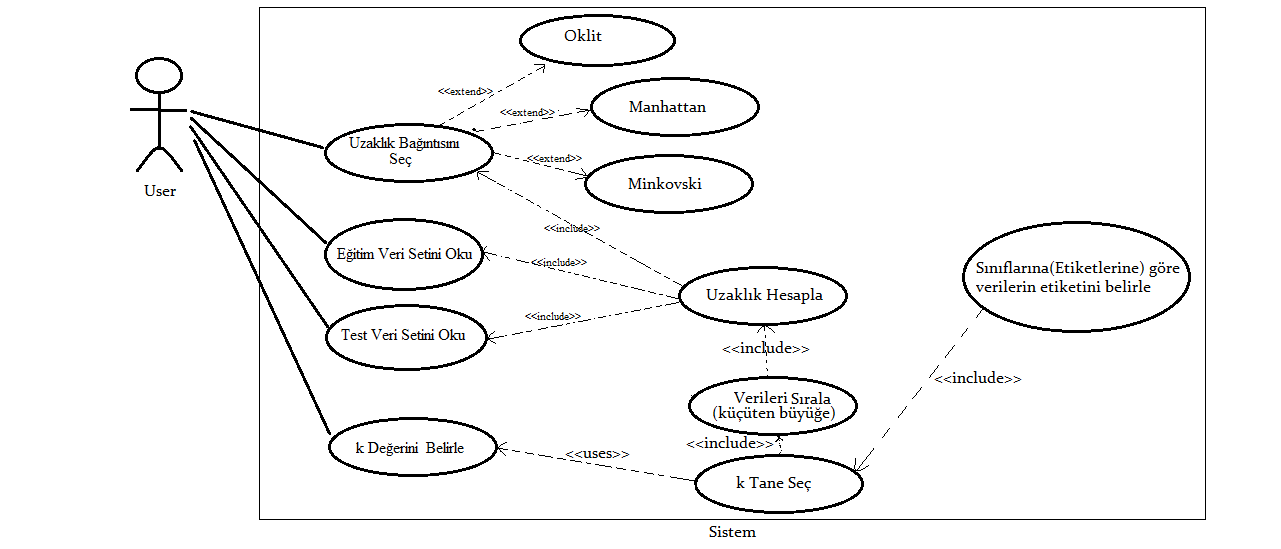 Oklit
<<extend>>
Manhattan
<<extend>>
Uzaklık Bağıntısını
Seç
<<extend>>
Minkovski
User
<<include>>
Eğitim Veri Setini Oku
<<include>>
Sınıflarına(Etiketlerine) göre
verilerin etiketini belirle
Uzaklık Hesapla
<<include>>
Test Veri Setini Oku
<<include>>
<<include>>
Verileri Sırala
(küçüten büyüğe)
<<include>>
k Değerini Belirle
<<uses>>
k Tane Seç
Sistem